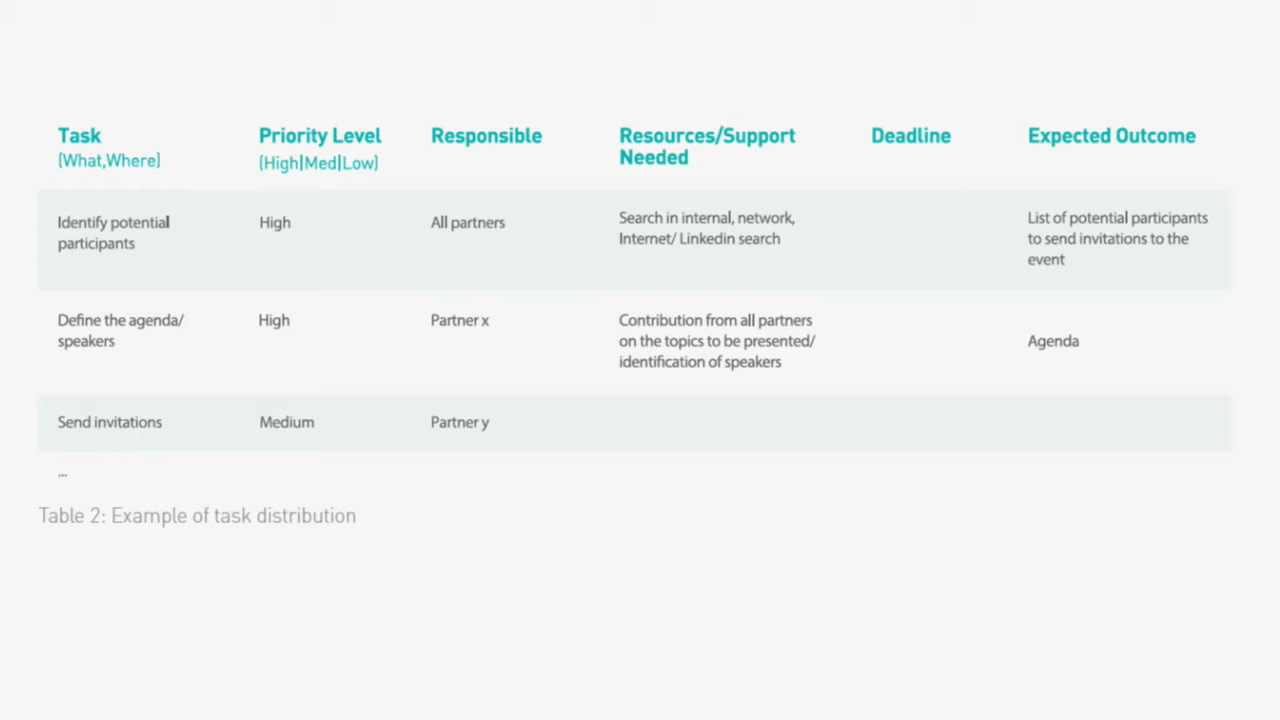 Task Priority Level Responsible Resources/Support Needed Deadline Expected Outcome
(What,Where) (High|Med|Low)
Identify potential participants High All partners Search in internal, network, Internet/ Linkedin search List of potential participants to send invitations to the event
Define the agenda/ speakers High Partner x Contribution from all partners on the topics to be presented/ identification of speakers Agenda
Send invitations Medium Partner y
...
Table 2: Example of task distribution